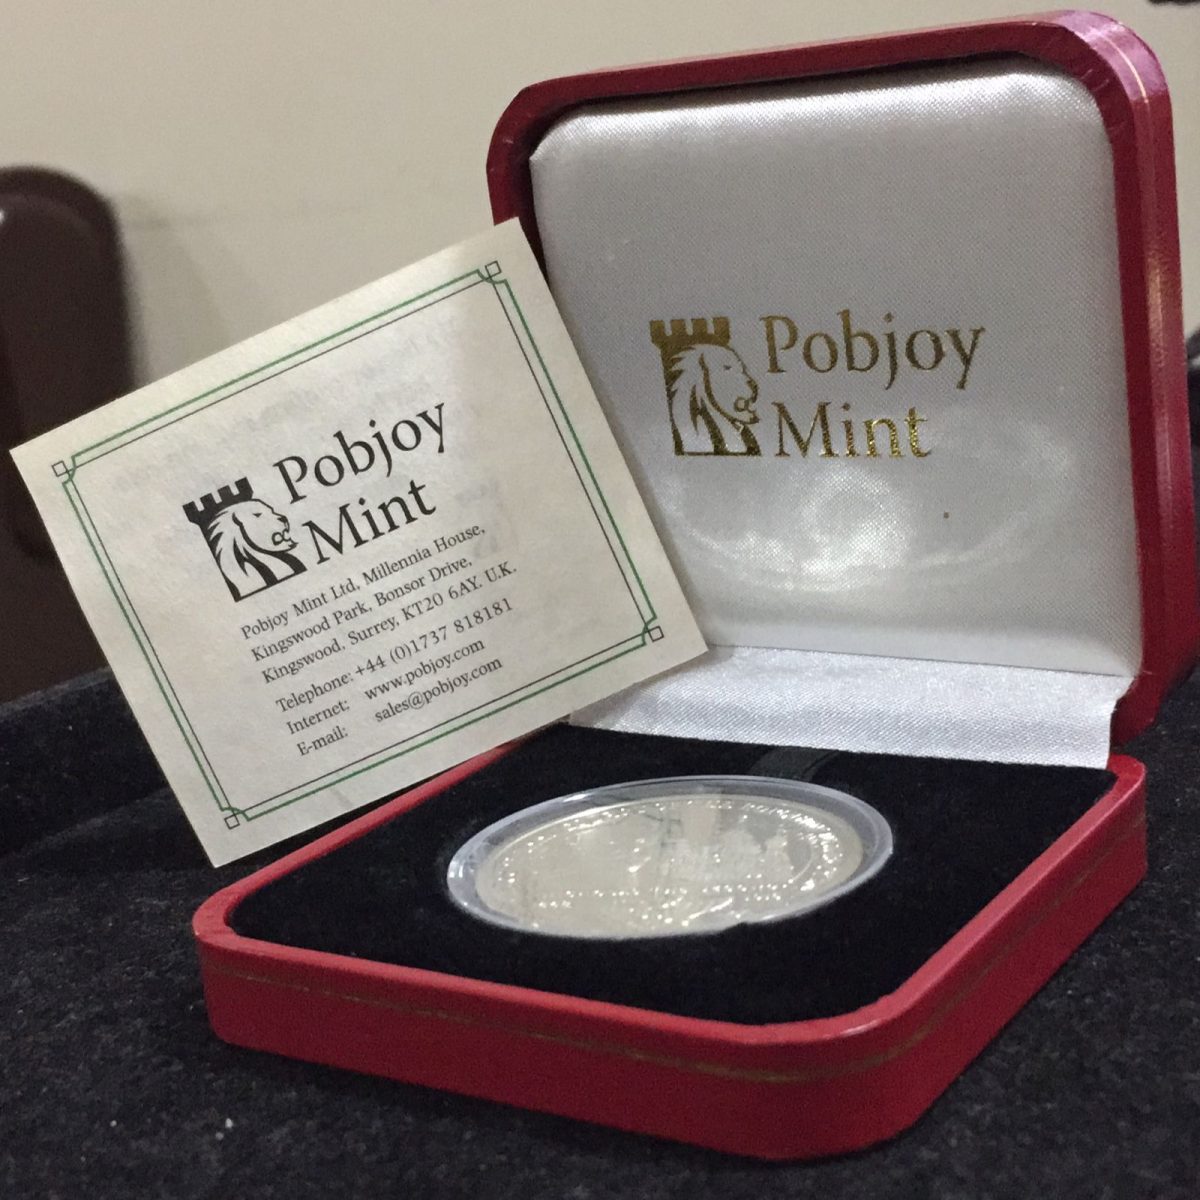 Pobjoy
Mint
Pobjoy Mint Ltd, Millennia House,
Kingswood Park, Bonsor Drive,
Kingswood, Surrey, KT20 6AY. U.K.
Telephone: +44 (0)1737 818181
Internet: www.pobjoy.com
E-mail: sales@pobjoy.com
Pobjoy
Mint